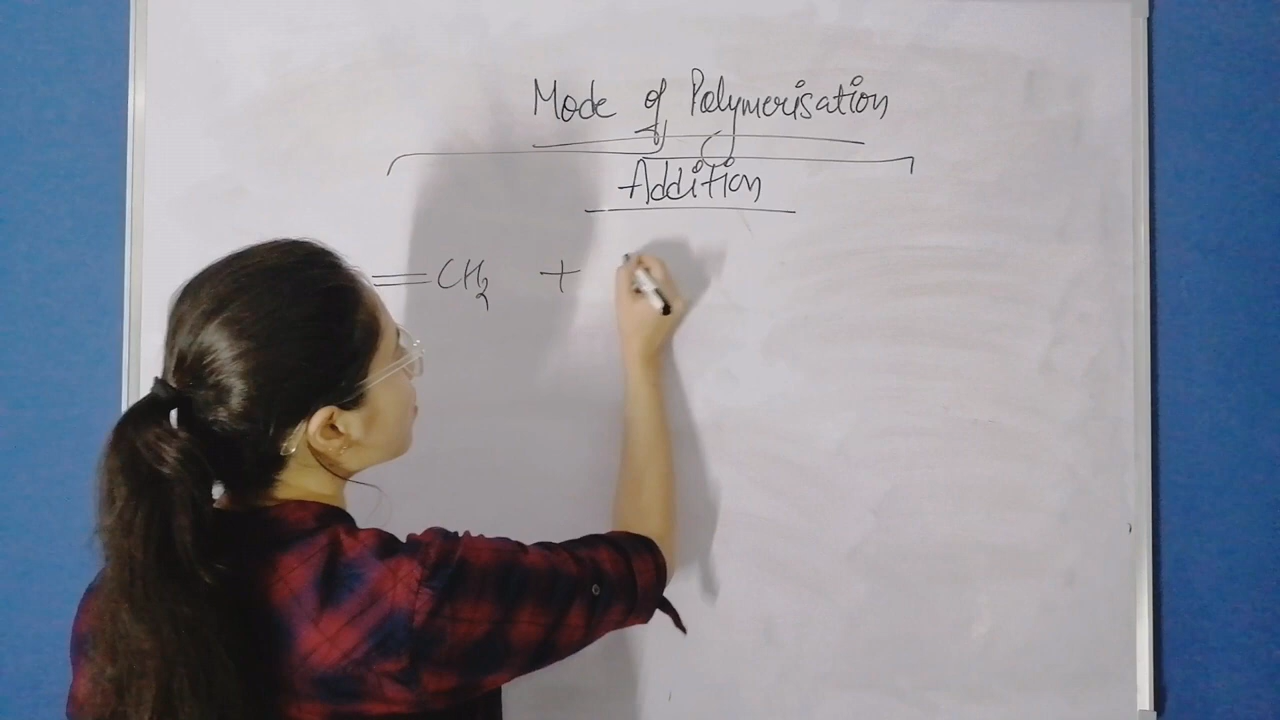 Mode of Polymerisation
Addition
=CH₂ +